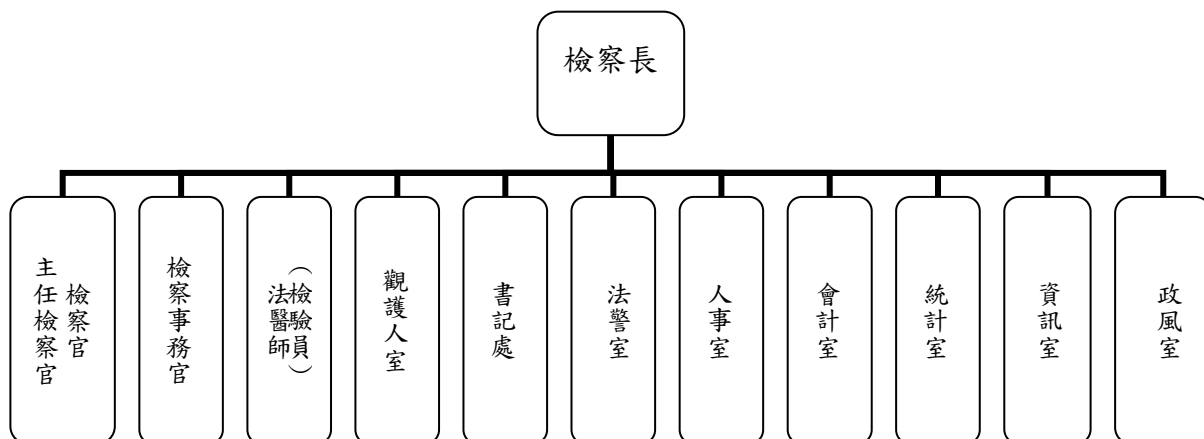 檢察長
主任檢察官
檢察官
檢察事務官
法醫師
（檢驗員）
觀護人室
書記處
法警室
人事室
會計室
統計室
資訊室
政風室